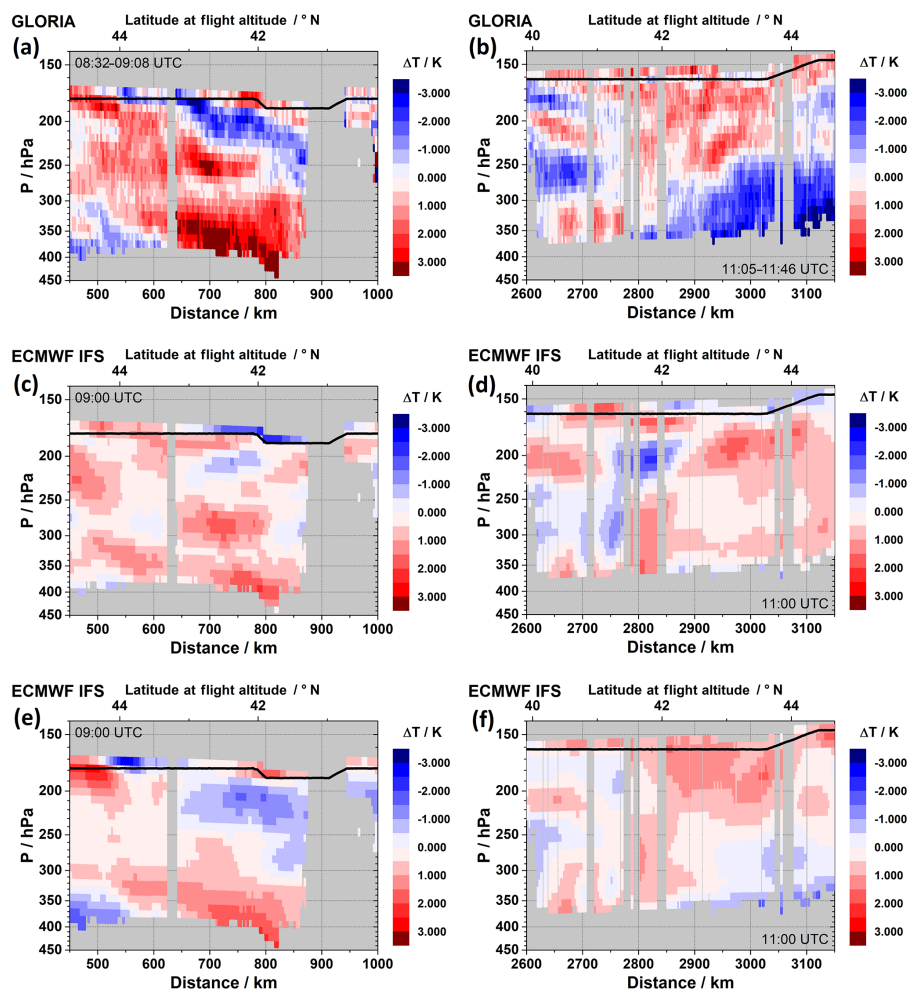 GLORIA Latitude at flight altitude / ° N
(a) 44 42
08:32–09:08 UTC
ΔT / K
P / hPa
150
200
250
300
350
400
450
-3.000
-2.000
-1.000
0.000
1.000
2.000
3.000
500 600 700 800 900 1000
Distance / km
GLORIA Latitude at flight altitude / ° N
(b) 40 42 44
ΔT / K
P / hPa
150
200
250
300
350
400
450
-3.000
-2.000
-1.000
0.000
1.000
2.000
3.000
11:05–11:46 UTC
2600 2700 2800 2900 3000 3100
Distance / km
ECMWF IFS Latitude at flight altitude / ° N
(c) 44 42
09:00 UTC
ΔT / K
P / hPa
150
200
250
300
350
400
450
-3.000
-2.000
-1.000
0.000
1.000
2.000
3.000
500 600 700 800 900 1000
Distance / km
ECMWF IFS Latitude at flight altitude / ° N
(d) 40 42 44
ΔT / K
P / hPa
150
200
250
300
350
400
450
-3.000
-2.000
-1.000
0.000
1.000
2.000
3.000
11:00 UTC
2600 2700 2800 2900 3000 3100
Distance / km
ECMWF IFS Latitude at flight altitude / ° N
(e) 44 42
09:00 UTC
ΔT / K
P / hPa
150
200
250
300
350
400
450
-3.000
-2.000
-1.000
0.000
1.000
2.000
3.000
500 600 700 800 900 1000
Distance / km
ECMWF IFS Latitude at flight altitude / ° N
(f) 40 42 44
ΔT / K
P / hPa
150
200
250
300
350
400
450
-3.000
-2.000
-1.000
0.000
1.000
2.000
3.000
11:00 UTC
2600 2700 2800 2900 3000 3100
Distance / km